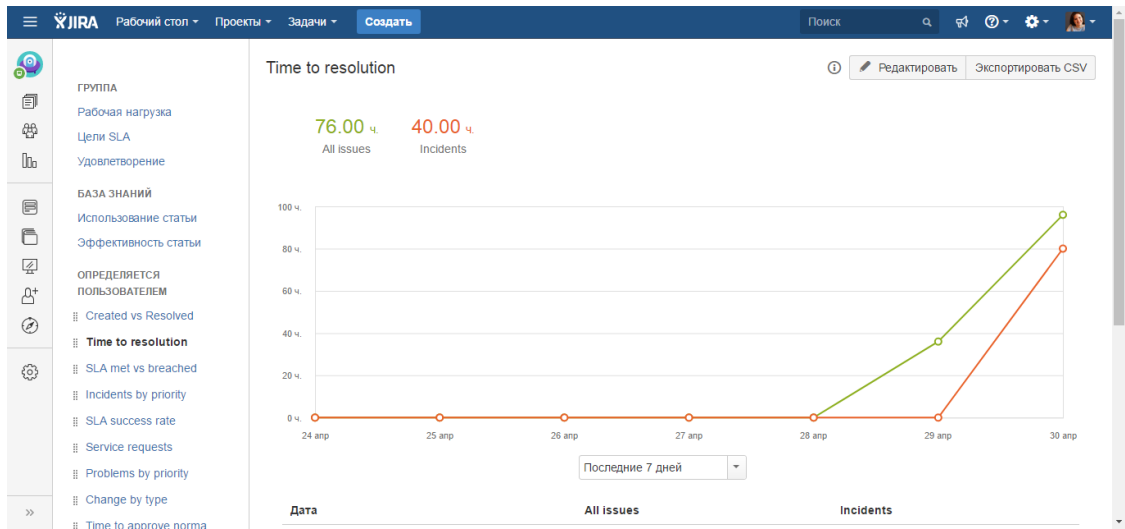 JIRA Рабочий стол Проекты Задачи Создать Поиск
Time to resolution
Редактировать Экспортировать CSV
ГРУППА
Рабочая нагрузка
Цели SLA
Удовлетворение
БАЗА ЗНАНИЙ
Использование статьи
Эффективность статьи
ОПРЕДЕЛЯЕТСЯ
ПОЛЬЗОВАТЕЛЕМ
Created vs Resolved
Time to resolution
SLA met vs breached
Incidents by priority
SLA success rate
Service requests
Problems by priority
Change by type
Time to approve norma
76.00 ч. 40.00 ч.
All issues Incidents
100 ч.
80 ч.
60 ч.
40 ч.
20 ч.
0 ч.
24 апр 25 апр 26 апр 27 апр 28 апр 29 апр 30 апр
Последние 7 дней
Дата All issues Incidents